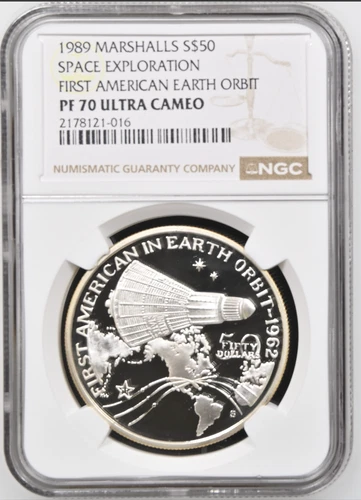 1989 MARSHALLS S$50
SPACE EXPLORATION
FIRST AMERICAN EARTH ORBIT
PF 70 ULTRA CAMEO
2178121-016
NUMISMATIC GUARANTY COMPANY
NGC
FIRST AMERICAN IN EARTH ORBIT-1962
50
FIFTY
DOLLARS
S